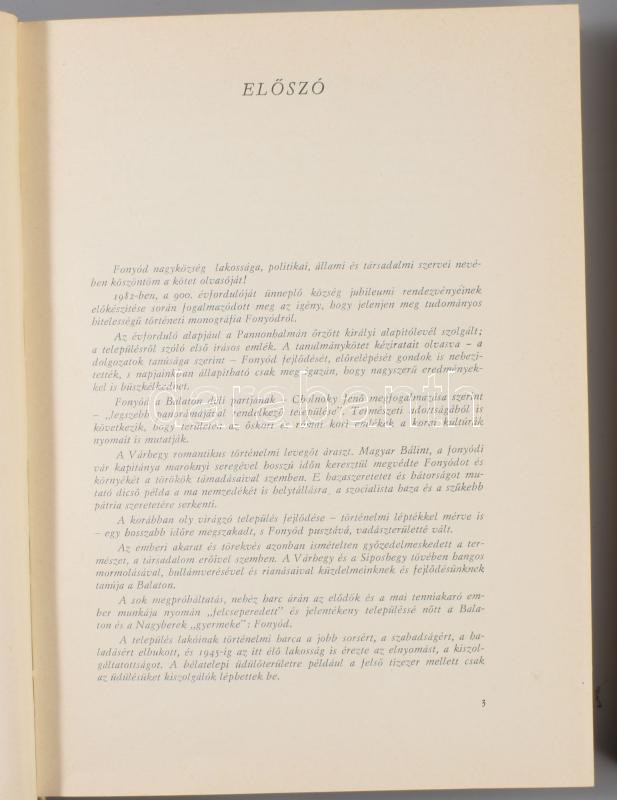 ELŐSZÓ
Fonyód nagyközség lakossága, politikai, állami és társadalmi szervei nevé-
ben köszöntöm a kötet olvasóját!
1982-ben, a 900. évfordulóját ünneplő község jubileumi rendezvényeinek
előkészítése során fogalmazódott meg az igény, hogy jelenjen meg tudományos
hitelességű történeti monográfia Fonyódról.
Az évforduló alapjául a Pannonhalmán őrzött királyi alapítólevél szolgált;
a településről szóló első írásos emlék. A tanulmánykötet kéziratait olvasva – a
dolgozatok tanúsága szerint – Fonyód fejlődését, előrelépését gondok is nehezí-
tették, s napjainkban állapítható csak meg igazán, hogy nagyszerű eredmények-
kel is büszkélkedhet.
Fonyód a Balaton déli partjának – Cholnoky Jenő megfogalmazása szerint
– „legszebb panorámájával rendelkező települése". Természeti adottságából is
következik, hogy területén az őskori és római kori emlékek a korai kultúrák
nyomait is mutatják.
A Várhegy romantikus történelmi levegőt áraszt. Magyar Bálint, a fonyódi
vár kapitánya maroknyi seregével hosszú időn keresztül megvédte Fonyódot és
környékét a törökök támadásaival szemben. E hazaszeretetet és bátorságot mu-
tató dicső példa a ma nemzedékét is helytállásra, a szocialista haza és a szűkebb
pátria szeretetére serkenti.
A korábban oly virágzó település fejlődése – történelmi léptékkel mérve is
– egy hosszabb időre megszakadt, s Fonyód pusztává, vadászterületté vált.
Az emberi akarat és törekvés azonban ismételten győzedelmeskedett a ter-
mészet, a társadalom erőivel szemben. A Várhegy és a Siposhegy tövében hangos
mormolásával, hullámverésével és rianásaival küzdelmeinknek és fejlődésünknek
tanúja a Balaton.
A sok megpróbáltatás, nehéz harc árán az elődök és a mai tenniakaró em-
ber munkája nyomán „felcseperedett" és jelentékeny településsé nőtt a Bala-
ton és a Nagyberek „gyermeke": Fonyód.
A település lakóinak történelmi harca a jobb sorsért, a szabadságért, a ha-
ladásért elbukott, és 1945-ig az itt élő lakosság is érezte az elnyomást, a kiszol-
gáltatottságot. A bélatelepi üdülőterületre például a felső tízezer mellett csak
az üdülésüket kiszolgálók léphettek be.
3
darabanth